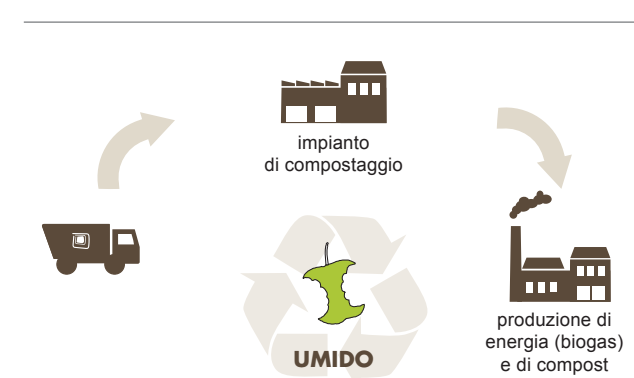 impianto
di compostaggio
UMIDO
produzione di
energia (biogas)
e di compost